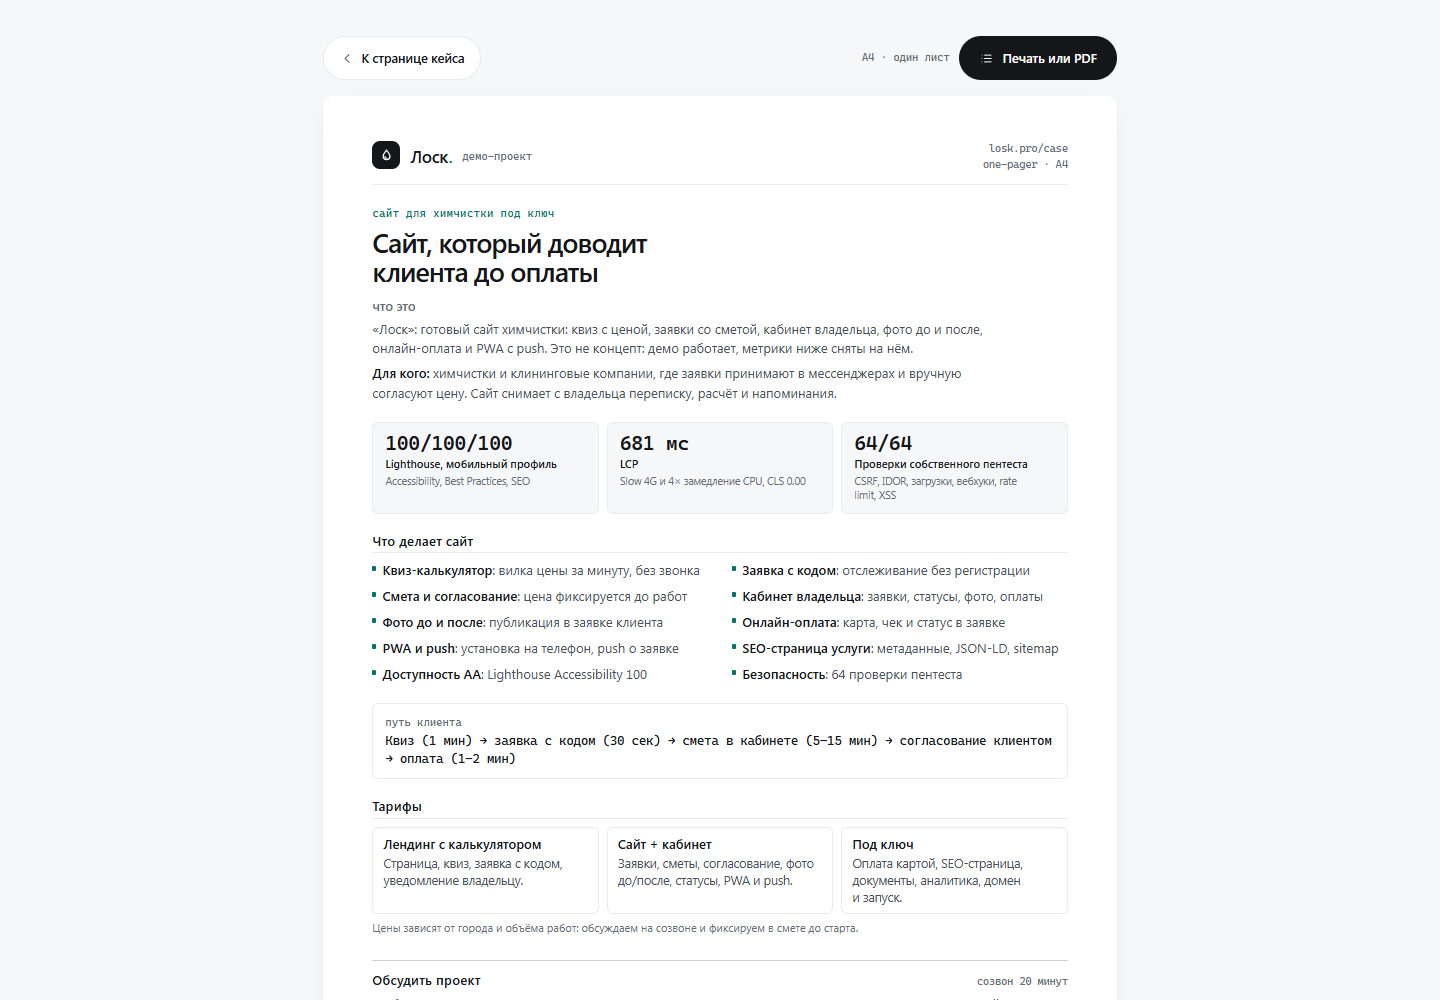 К странице кейса
А4 · один лист
Печать или PDF
Лоск. демо-проект
losk.pro/case
one-pager · A4
сайт для химчистки под ключ
Сайт, который доводит
клиента до оплаты
что это
«Лоск»: готовый сайт химчистки: квиз с ценой, заявки со сметой, кабинет владельца, фото до и после,
онлайн-оплата и PWA с push. Это не концепт: демо работает, метрики ниже сняты на нём.
Для кого: химчистки и клининговые компании, где заявки принимают в мессенджерах и вручную
согласуют цену. Сайт снимает с владельца переписку, расчёт и напоминания.
100/100/100
Lighthouse, мобильный профиль
Accessibility, Best Practices, SEO
681 мс
LCP
Slow 4G и 4× замедление CPU, CLS 0.00
64/64
Проверки собственного пентеста
CSRF, IDOR, загрузки, вебхуки, rate
limit, XSS
Что делает сайт
Квиз-калькулятор: вилка цены за минуту, без звонка
Заявка с кодом: отслеживание без регистрации
Смета и согласование: цена фиксируется до работ
Кабинет владельца: заявки, статусы, фото, оплаты
Фото до и после: публикация в заявке клиента
Онлайн-оплата: карта, чек и статус в заявке
PWA и push: установка на телефон, push о заявке
SEO-страница услуги: метаданные, JSON-LD, sitemap
Доступность AA: Lighthouse Accessibility 100
Безопасность: 64 проверки пентеста
путь клиента
Квиз (1 мин) → заявка с кодом (30 сек) → смета в кабинете (5–15 мин) → согласование клиентом
→ оплата (1–2 мин)
Тарифы
Лендинг с калькулятором
Страница, квиз, заявка с кодом,
уведомление владельцу.
Сайт + кабинет
Заявки, сметы, согласование, фото
до/после, статусы, PWA и push.
Под ключ
Оплата картой, SEO-страница,
документы, аналитика, домен
и запуск.
Цены зависят от города и объёма работ: обсуждаем на созвоне и фиксируем в смете до старта.
Обсудить проект
созвон 20 минут